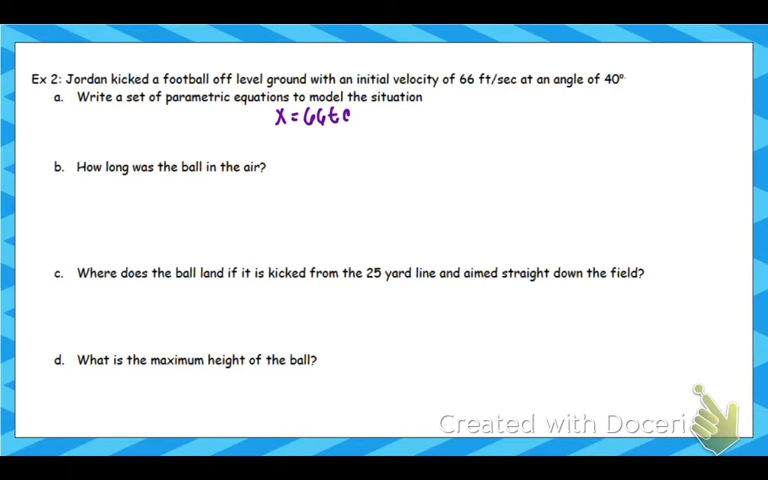 Ex 2: Jordan kicked a football off level ground with an initial velocity of 66 ft/sec at an angle of 40°.
a. Write a set of parametric equations to model the situation
x = 66t c
b. How long was the ball in the air?
c. Where does the ball land if it is kicked from the 25 yard line and aimed straight down the field?
d. What is the maximum height of the ball?
Created with Doceri